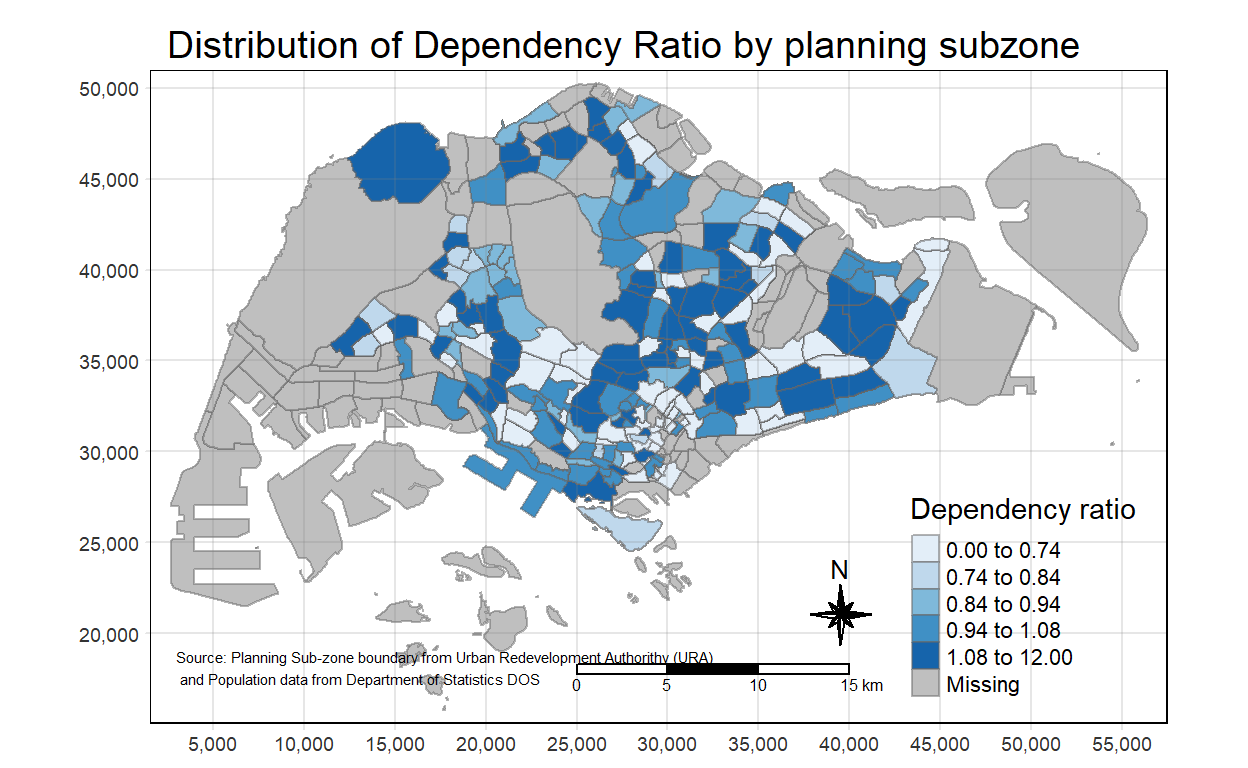 Distribution of Dependency Ratio by planning subzone
50,000
45,000
40,000
35,000
30,000
25,000
20,000
Dependency ratio
0.00 to 0.74
0.74 to 0.84
0.84 to 0.94
0.94 to 1.08
1.08 to 12.00
Missing
N
Source: Planning Sub-zone boundary from Urban Redevelopment Authorithy (URA)
and Population data from Department of Statistics DOS
0 5 10 15 km
5,000 10,000 15,000 20,000 25,000 30,000 35,000 40,000 45,000 50,000 55,000